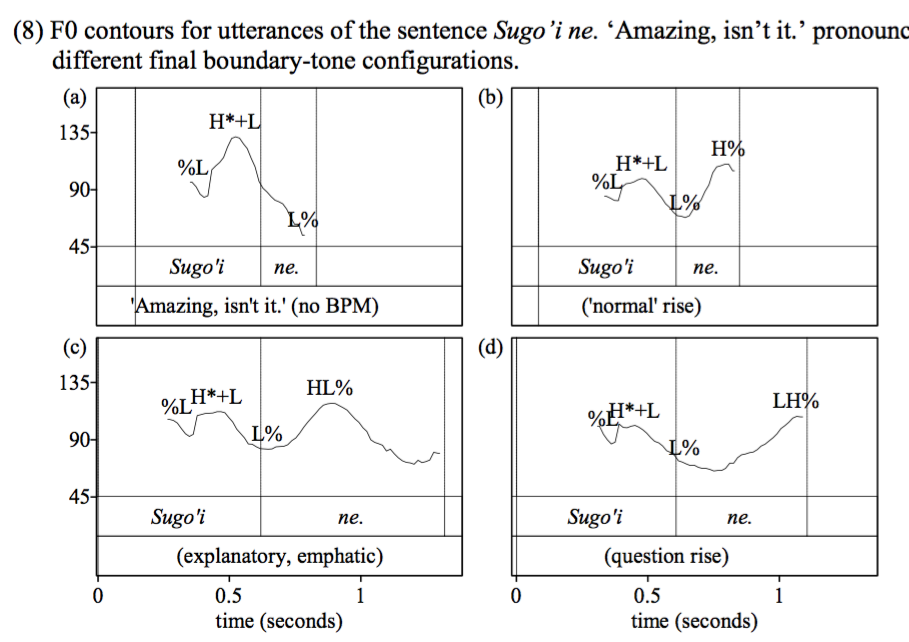 (8) F0 contours for utterances of the sentence Sugo'i ne. ‘Amazing, isn’t it.’ pronounc
different final boundary-tone configurations.
(a)
135
90
45
%L
H*+L
L%
Sugo'i
ne.
'Amazing, isn't it.' (no BPM)
(b)
%L
H*+L
L%
H%
Sugo'i
ne.
('normal' rise)
(c)
135
90
45
%L
H*+L
L%
HL%
Sugo'i
ne.
(explanatory, emphatic)
0
0.5
1
time (seconds)
(d)
%L
H*+L
L%
LH%
Sugo'i
ne.
(question rise)
0
0.5
1
time (seconds)